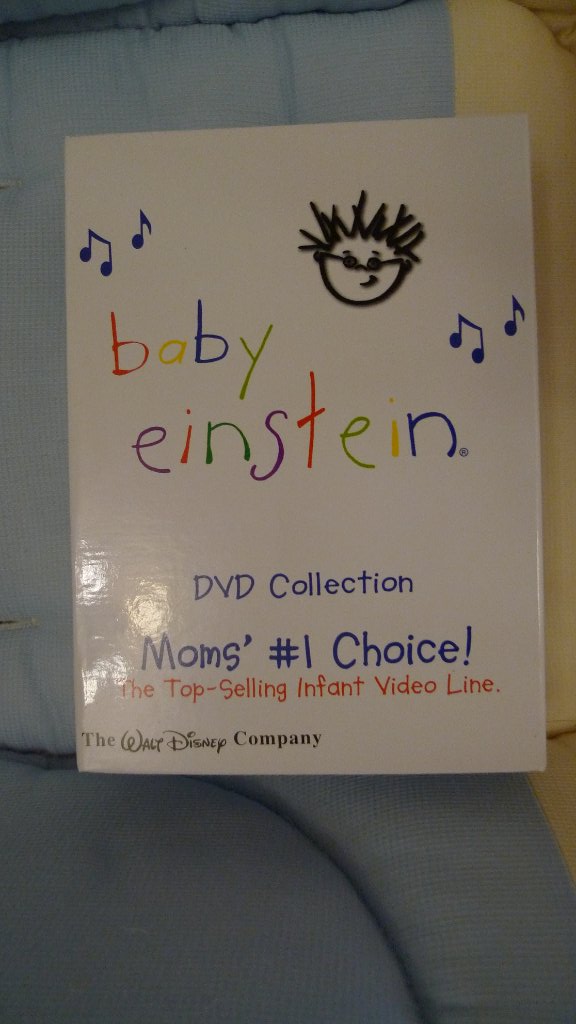 baby
einstein®
DVD Collection
Moms' #1 Choice!
The Top-Selling Infant Video Line.
The Walt Disney Company